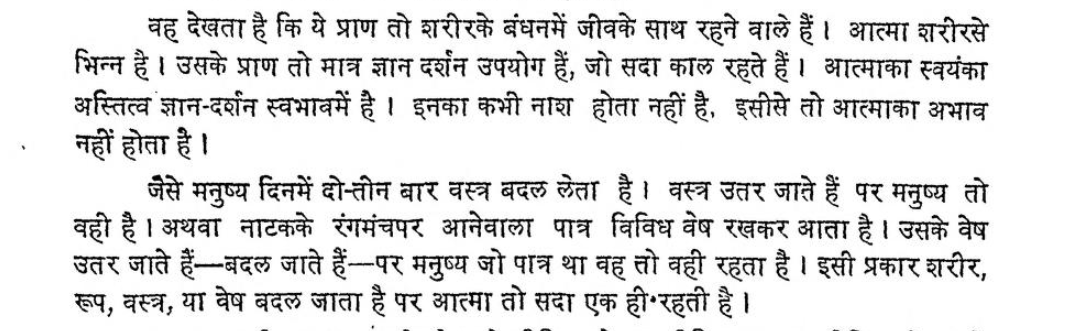 वह देखता है कि ये प्राण तो शरीरके बंधनमें जीवके साथ रहने वाले हैं। आत्मा शरीरसे
भिन्न है। उसके प्राण तो मात्र ज्ञान दर्शन उपयोग हैं, जो सदा काल रहते हैं। आत्माका स्वयंका
अस्तित्व ज्ञान-दर्शन स्वभावमें है। इनका कभी नाश होता नहीं है, इसीसे तो आत्माका अभाव
नहीं होता है।
जैसे मनुष्य दिनमें दो-तीन बार वस्त्र बदल लेता है। वस्त्र उतर जाते हैं पर मनुष्य तो
वही है। अथवा नाटकके रंगमंचपर आनेवाला पात्र विविध वेष रखकर आता है। उसके वेष
उतर जाते हैं—बदल जाते हैं—पर मनुष्य जो पात्र था वह तो वही रहता है। इसी प्रकार शरीर,
रूप, वस्त्र, या वेष बदल जाता है पर आत्मा तो सदा एक ही रहती है।